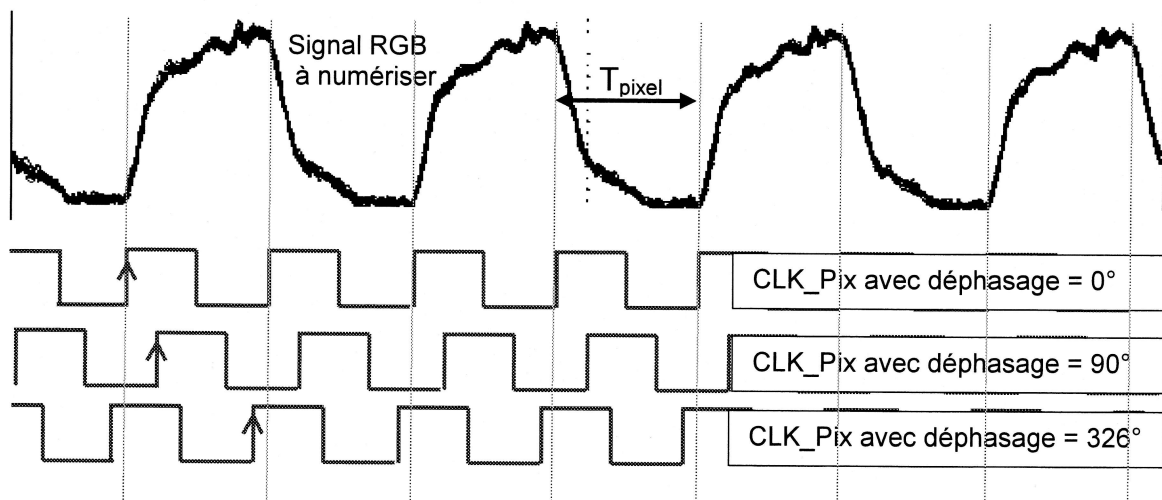 Signal RGB
à numériser
Tpixel
CLK_Pix avec déphasage = 0°
CLK_Pix avec déphasage = 90°
CLK_Pix avec déphasage = 326°